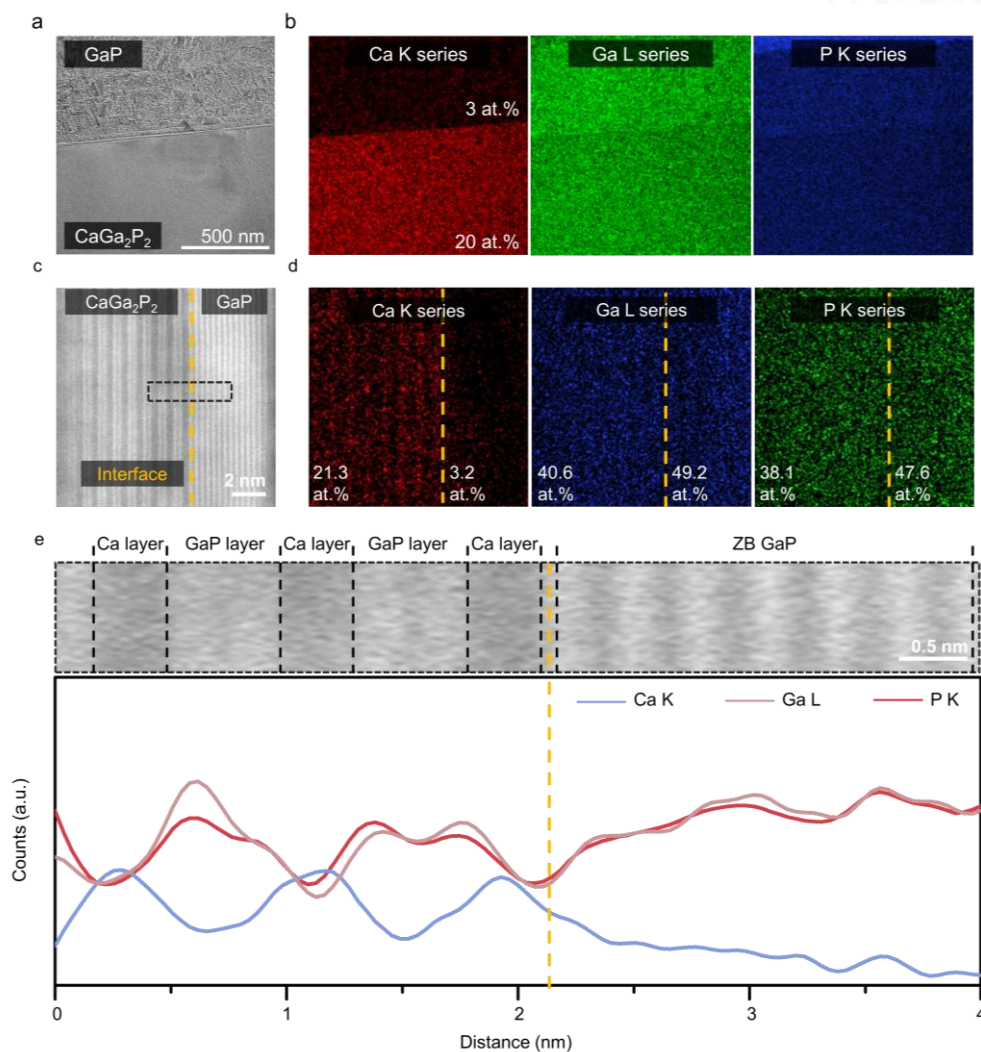 a
GaP
CaGa₂P₂
500 nm
b
Ca K series
3 at.%
20 at.%
Ga L series
P K series
c
CaGa₂P₂
GaP
Interface
2 nm
d
Ca K series
21.3
at.%
3.2
at.%
Ga L series
40.6
at.%
49.2
at.%
P K series
38.1
at.%
47.6
at.%
e
Ca layer
GaP layer
Ca layer
GaP layer
Ca layer
ZB GaP
0.5 nm
Ca K
Ga L
P K
Counts (a.u.)
0
1
2
3
4
Distance (nm)